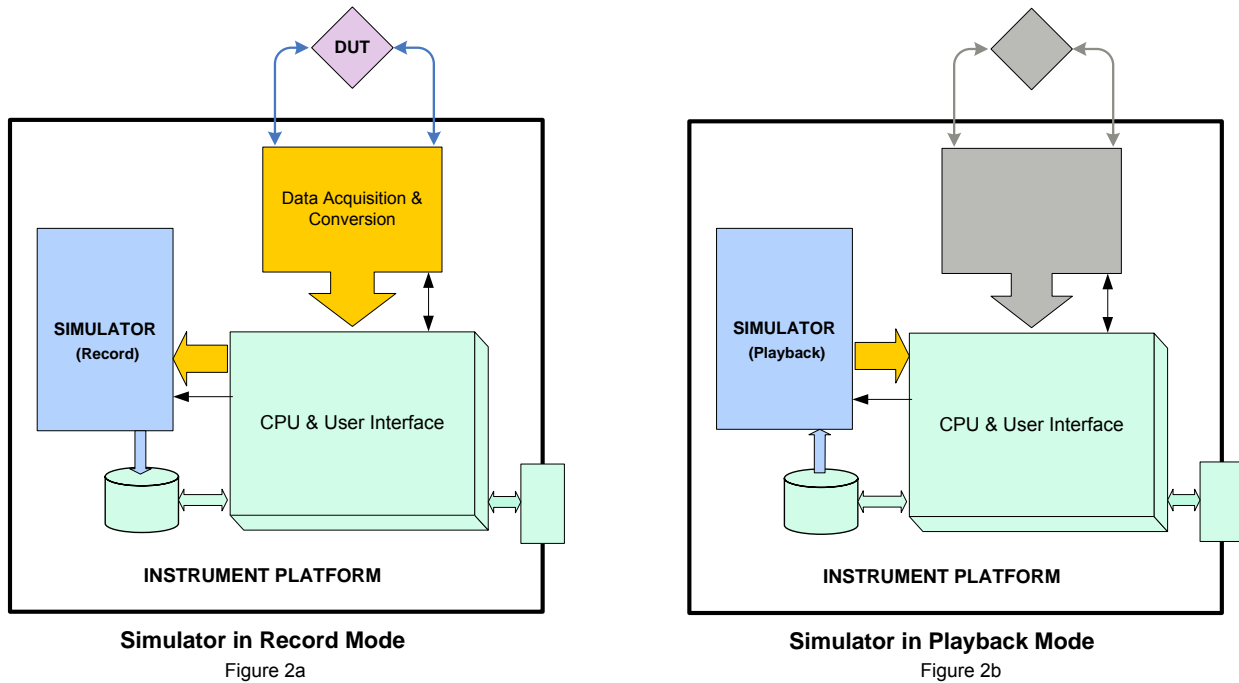 DUT
Data Acquisition &
Conversion
SIMULATOR
(Record)
CPU & User Interface
INSTRUMENT PLATFORM
Simulator in Record Mode
Figure 2a
SIMULATOR
(Playback)
CPU & User Interface
INSTRUMENT PLATFORM
Simulator in Playback Mode
Figure 2b